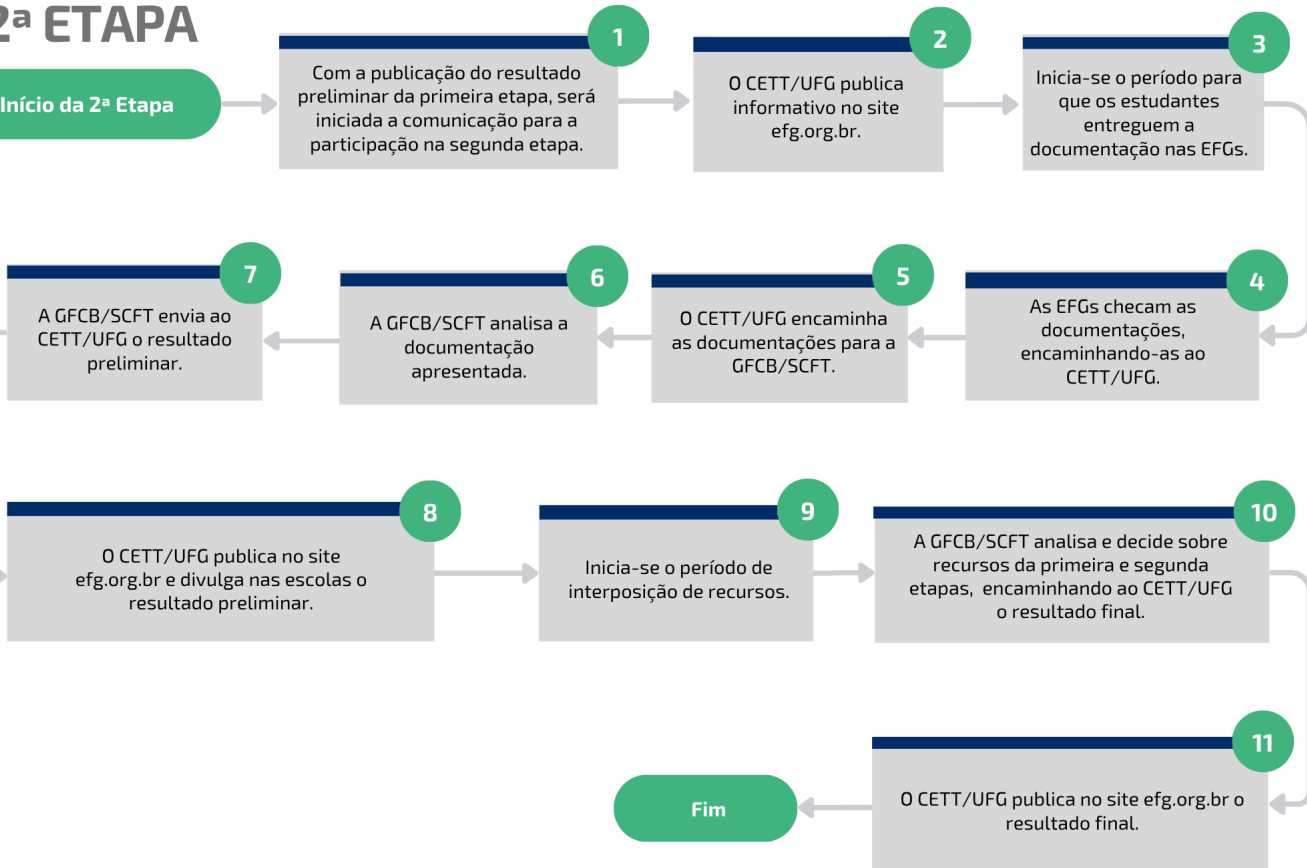 2ª ETAPA
Início da 2ª Etapa
1
Com a publicação do resultado
preliminar da primeira etapa, será
iniciada a comunicação para a
participação na segunda etapa.
2
O CETT/UFG publica
informativo no site
efg.org.br.
3
Inicia-se o período para
que os estudantes
entreguem a
documentação nas EFGs.
4
As EFGs checam as
documentações,
encaminhando-as ao
CETT/UFG.
5
O CETT/UFG encaminha
as documentações para a
GFCB/SCFT.
6
A GFCB/SCFT analisa a
documentação
apresentada.
7
A GFCB/SCFT envia ao
CETT/UFG o resultado
preliminar.
8
O CETT/UFG publica no site
efg.org.br e divulga nas escolas o
resultado preliminar.
9
Inicia-se o período de
interposição de recursos.
10
A GFCB/SCFT analisa e decide sobre
recursos da primeira e segunda
etapas, encaminhando ao CETT/UFG
o resultado final.
11
O CETT/UFG publica no site efg.org.br o
resultado final.
Fim